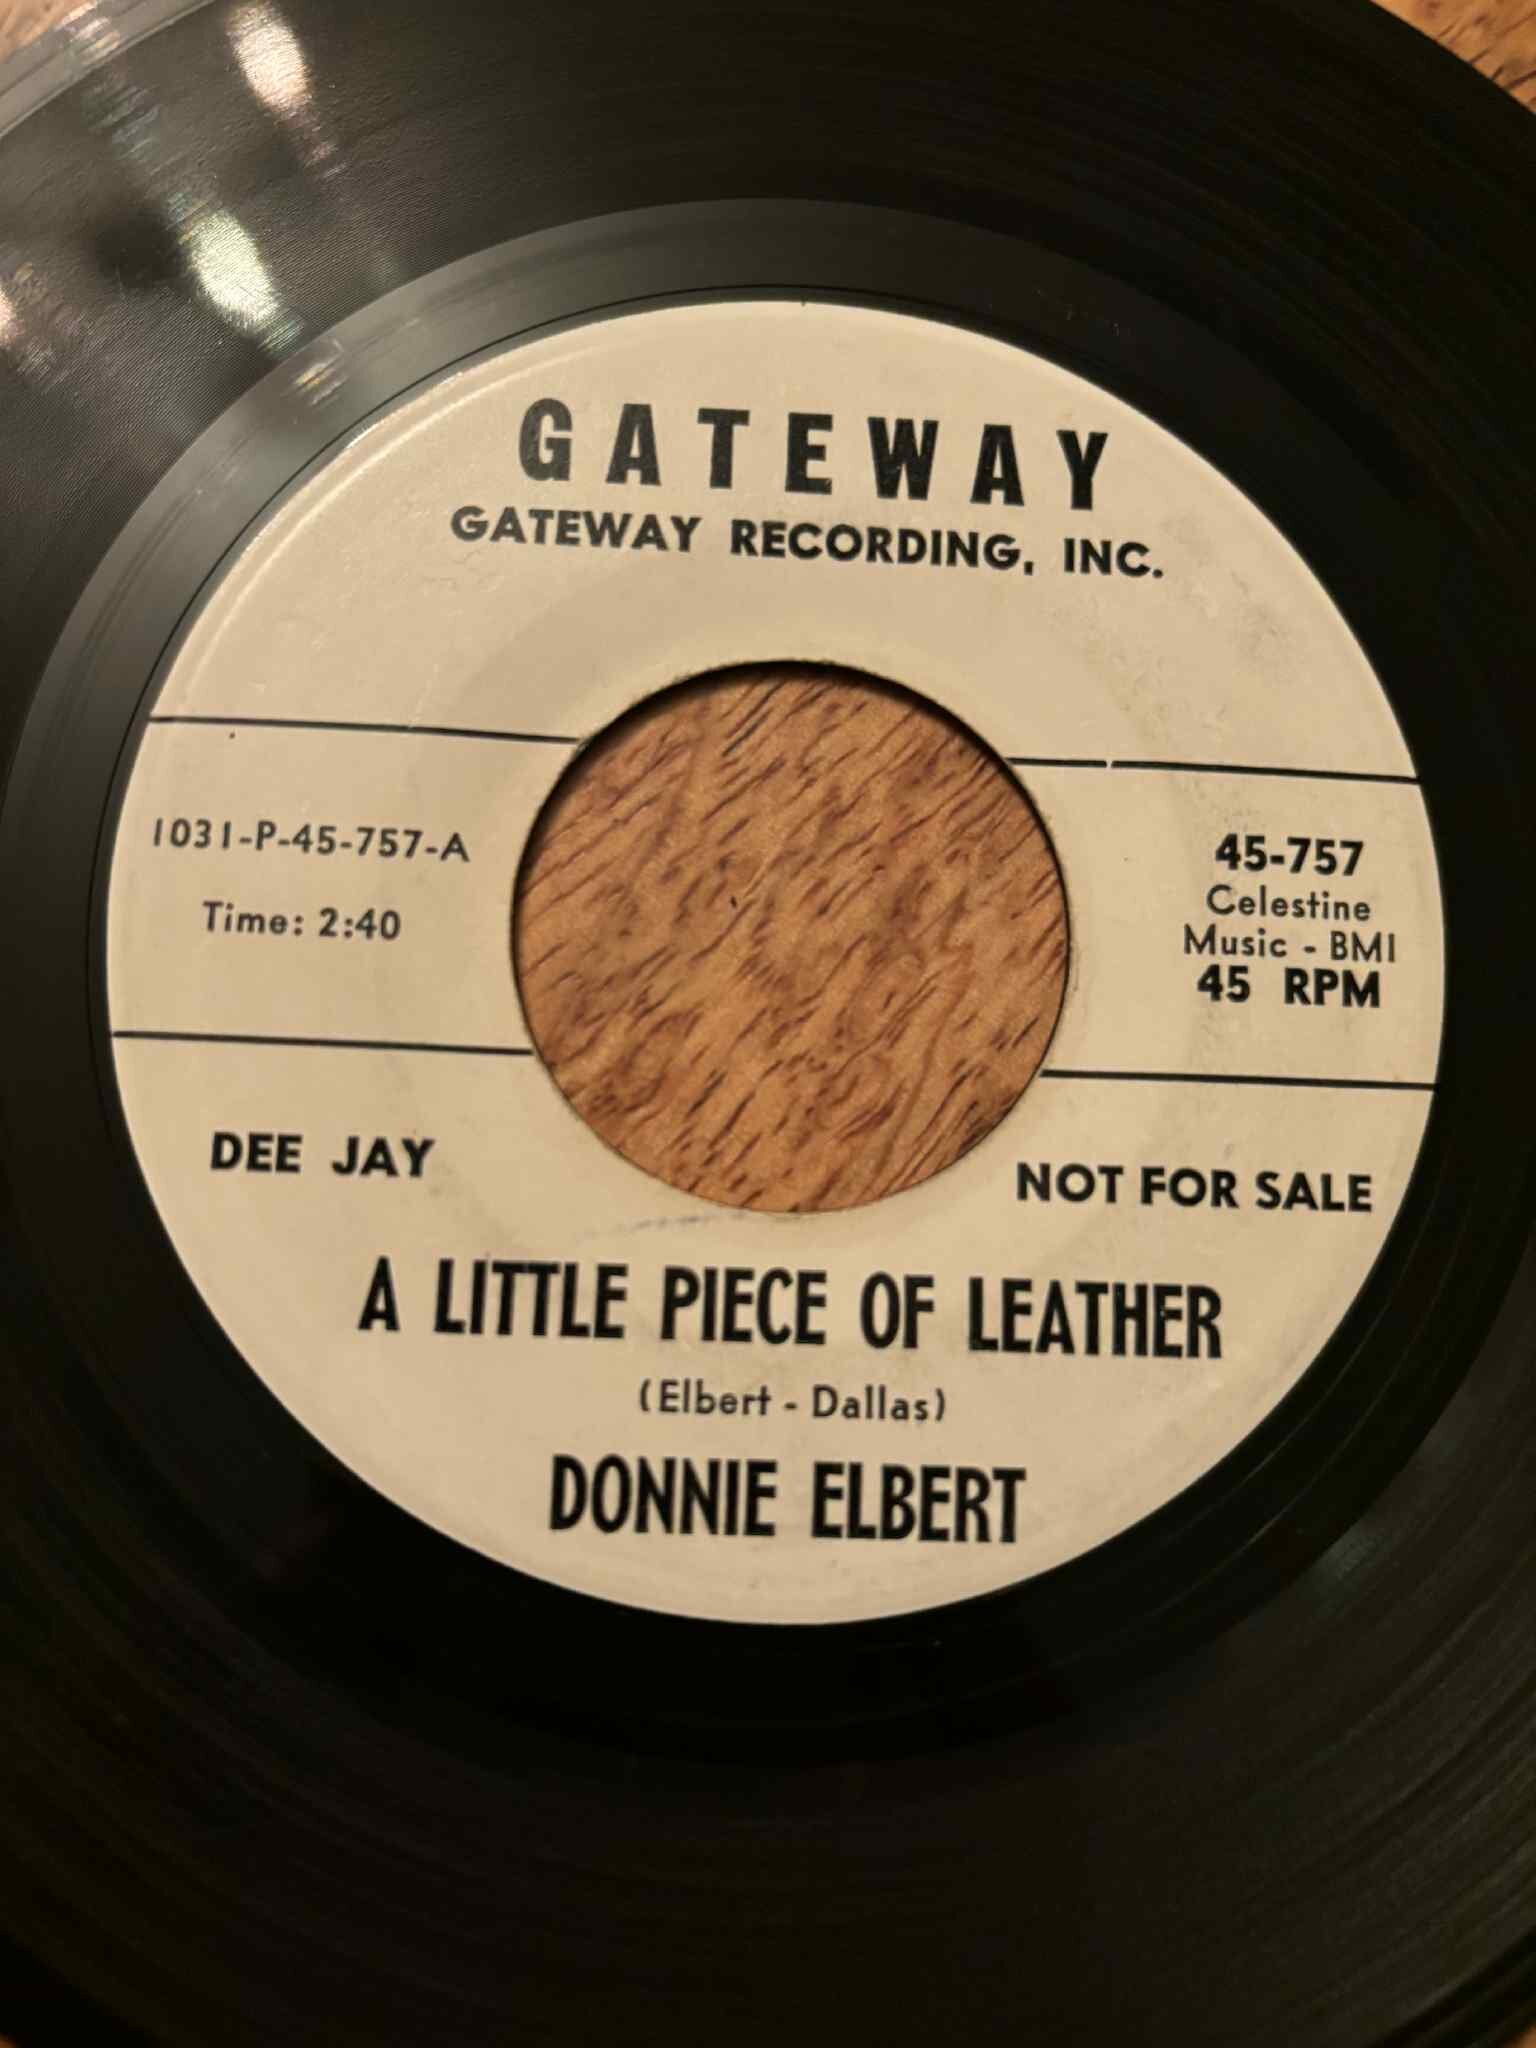 GATEWAY
GATEWAY RECORDING, INC.
1031-P-45-757-A
Time: 2:40
45-757
Celestine
Music - BMI
45 RPM
DEE JAY
NOT FOR SALE
A LITTLE PIECE OF LEATHER
(Elbert - Dallas)
DONNIE ELBERT